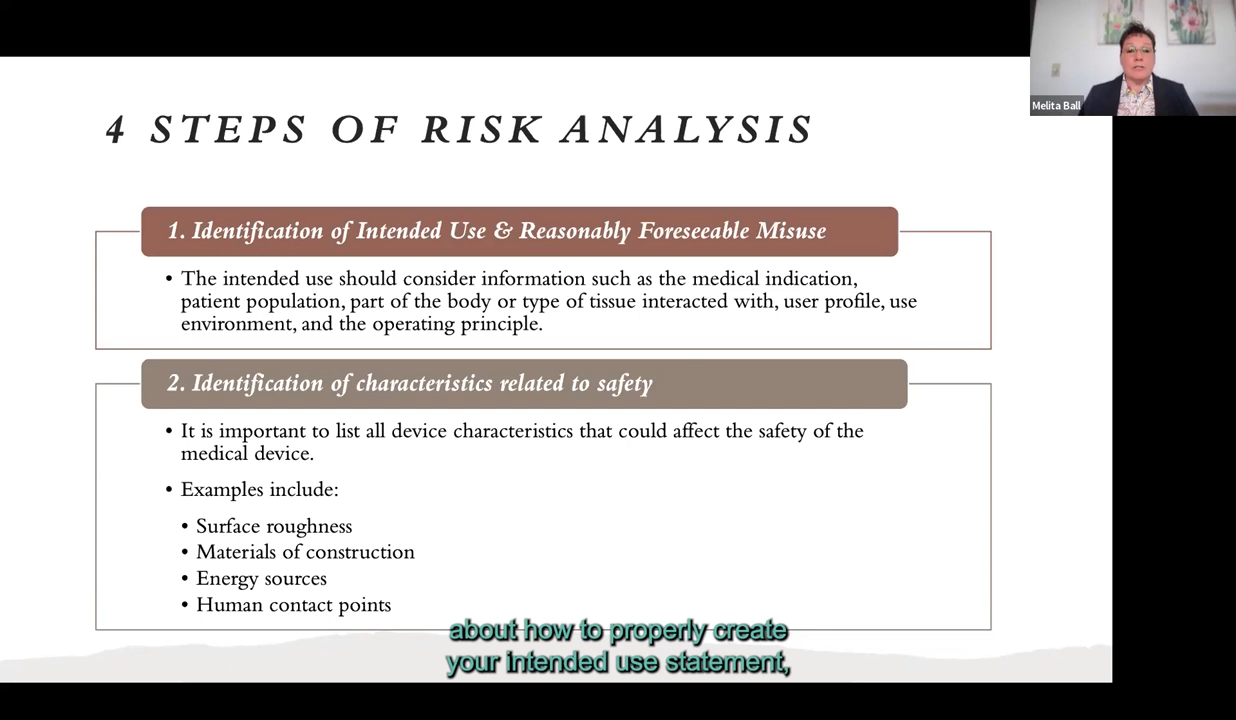 Melita Ball
4 STEPS OF RISK ANALYSIS
1. Identification of Intended Use & Reasonably Foreseeable Misuse
• The intended use should consider information such as the medical indication,
patient population, part of the body or type of tissue interacted with, user profile, use
environment, and the operating principle.
2. Identification of characteristics related to safety
• It is important to list all device characteristics that could affect the safety of the
medical device.
• Examples include:
• Surface roughness
• Materials of construction
• Energy sources
• Human contact points
about how to properly create
your intended use statement,